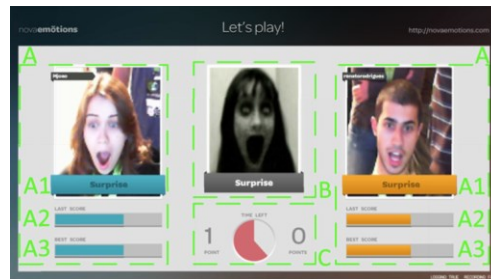 novaemōtions
Let's play!
http://novaemotions.com
A
A
Surprise
Surprise
Surprise
A1
A1
B
LAST SCORE
A2
TIME LEFT
LAST SCORE
A2
1
POINT
0
POINTS
BEST SCORE
A3
C
BEST SCORE
A3